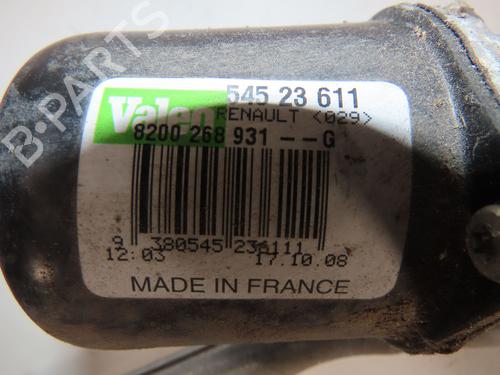 B-PARTS
Valeo 545 23 611
RENAULT <029>
8200 268 931 -- G
9 380545 236111
12:03 17.10.08
MADE IN FRANCE